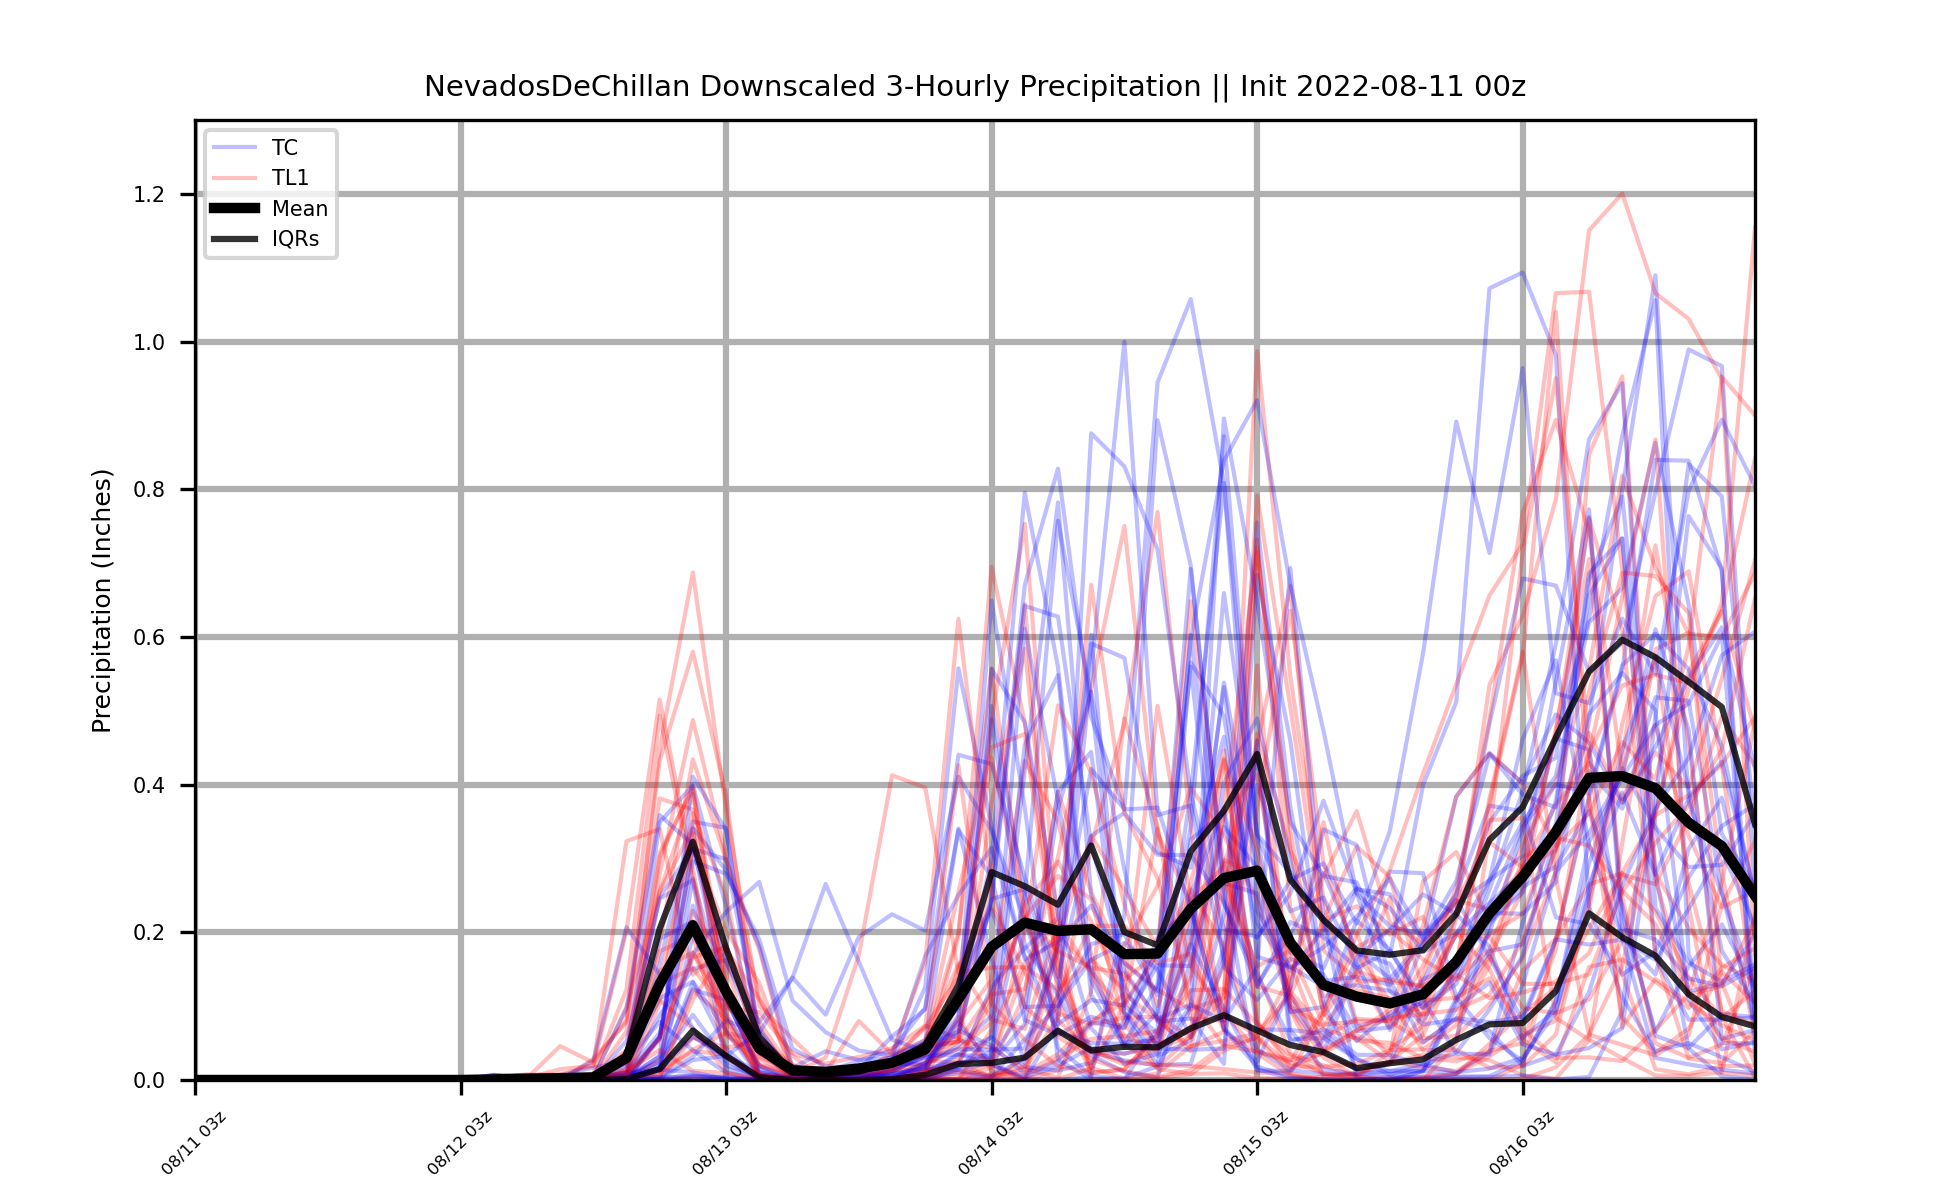 NevadosDeChillan Downscaled 3-Hourly Precipitation || Init 2022-08-11 00z
TC
TL1
Mean
IQRs
Precipitation (Inches)
1.2
1.0
0.8
0.6
0.4
0.2
0.0
08/11 03z
08/12 03z
08/13 03z
08/14 03z
08/15 03z
08/16 03z